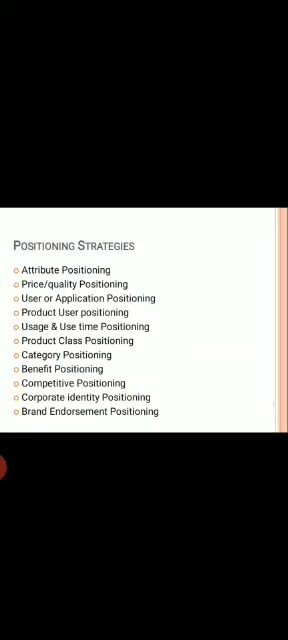 POSITIONING STRATEGIES
Attribute Positioning
Price/quality Positioning
User or Application Positioning
Product User positioning
Usage & Use time Positioning
Product Class Positioning
Category Positioning
Benefit Positioning
Competitive Positioning
Corporate identity Positioning
Brand Endorsement Positioning